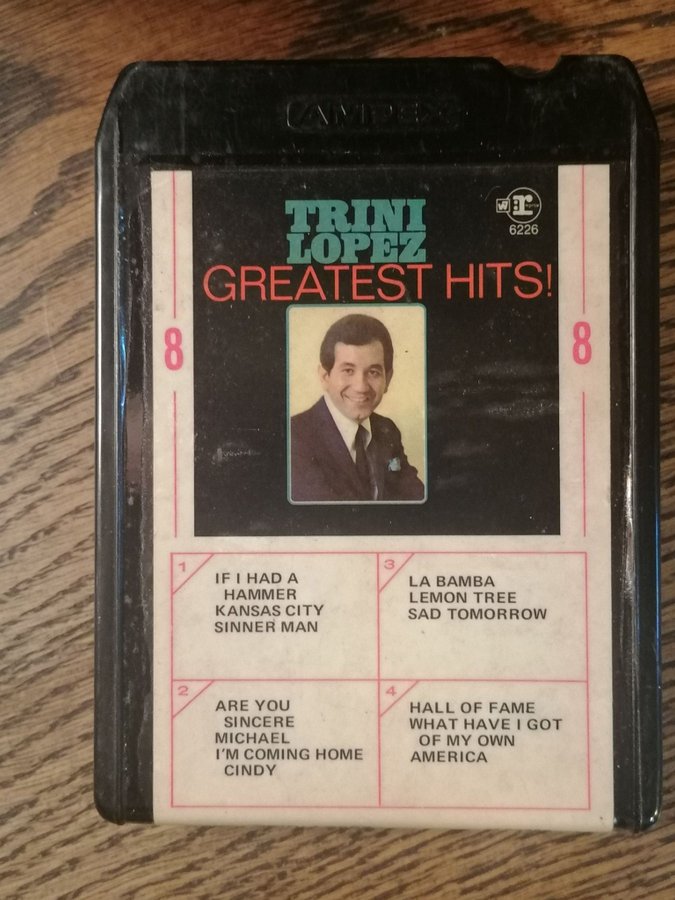 AMPEX
TRINI
LOPEZ
GREATEST HITS!
W
r
6226
8
8
1
IF I HAD A
HAMMER
KANSAS CITY
SINNER MAN
3
LA BAMBA
LEMON TREE
SAD TOMORROW
2
ARE YOU
SINCERE
MICHAEL
I'M COMING HOME
CINDY
4
HALL OF FAME
WHAT HAVE I GOT
OF MY OWN
AMERICA